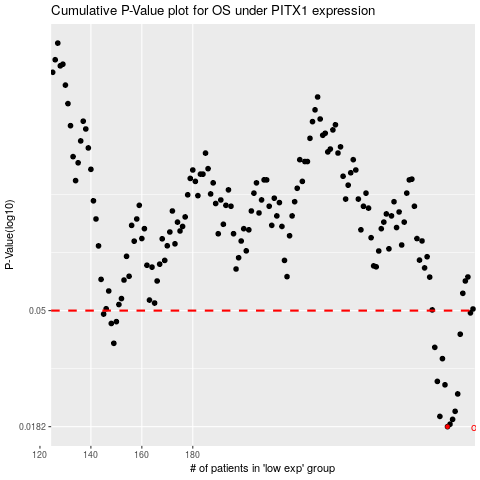 Cumulative P-Value plot for OS under PITX1 expression
P-Value(log10)
0.05
0.0182
120 140 160 180
# of patients in 'low exp' group